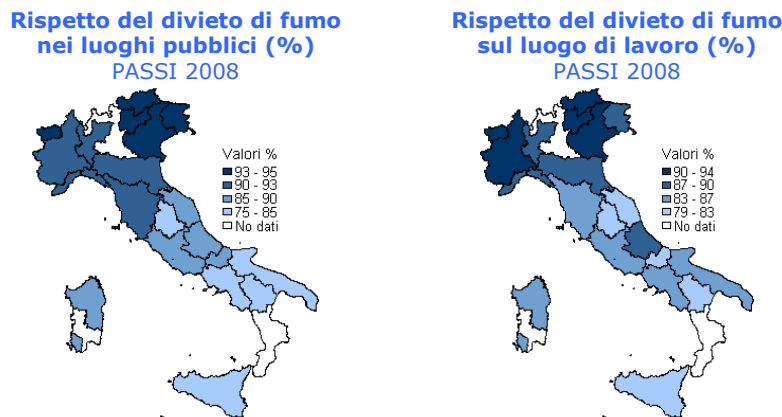 Rispetto del divieto di fumo
nei luoghi pubblici (%)
PASSI 2008
Valori %
93 - 95
90 - 93
85 - 90
75 - 85
No dati
Rispetto del divieto di fumo
sul luogo di lavoro (%)
PASSI 2008
Valori %
90 - 94
87 - 90
83 - 87
79 - 83
No dati